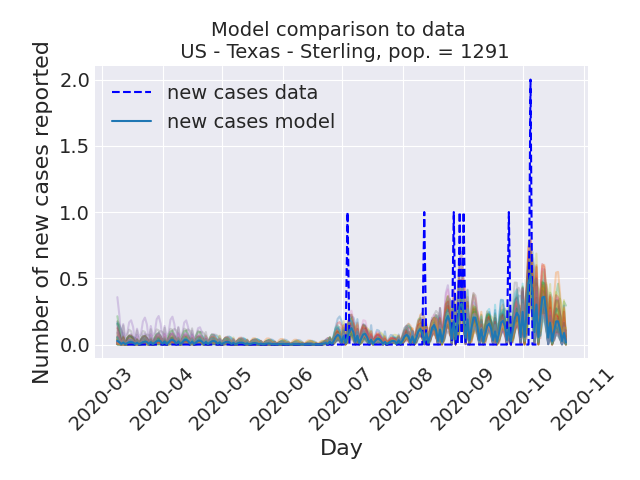 Model comparison to data
US - Texas - Sterling, pop. = 1291
Number of new cases reported
2.0
1.5
1.0
0.5
0.0
new cases data
new cases model
2020-03
2020-04
2020-05
2020-06
2020-07
2020-08
2020-09
2020-10
2020-11
Day